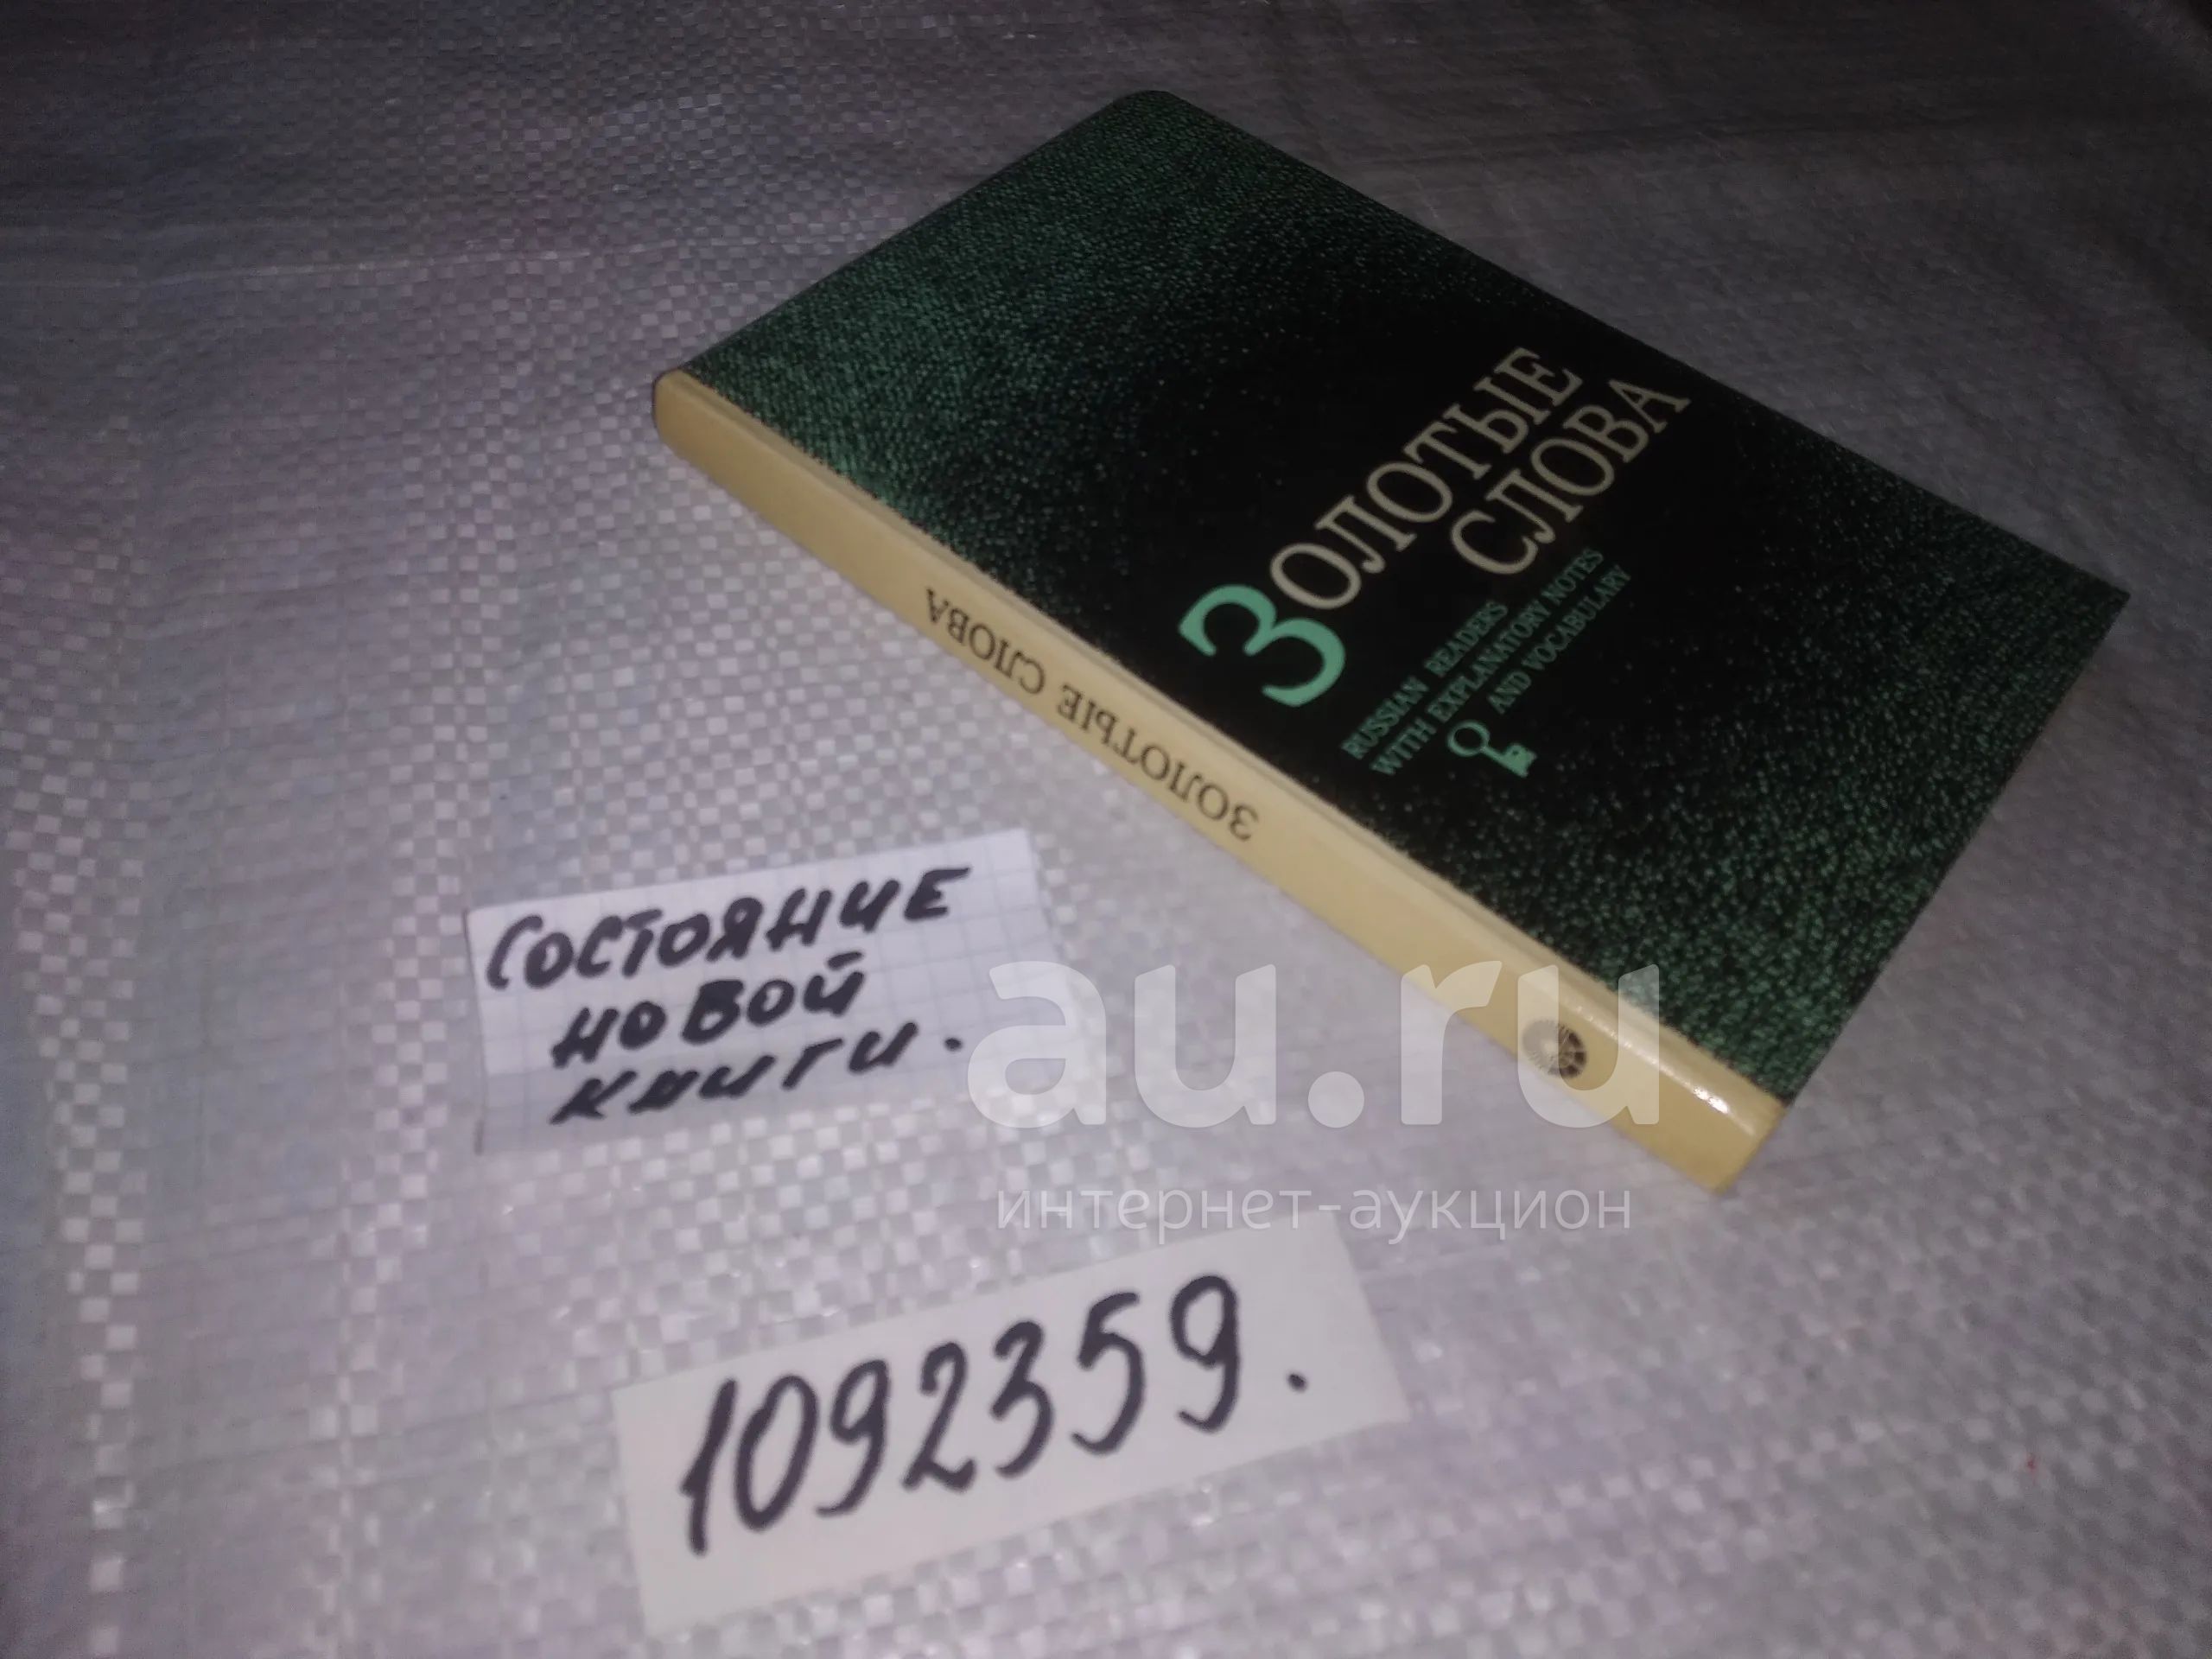 ЗОЛОТЫЕ
СЛОВА
RUSSIAN READERS
WITH EXPLANATORY NOTES
AND VOCABULARY
ЗОЛОТЫЕ СЛОВА
СОСТОЯНИЕ
НОВОЙ
КНИГИ.
au.ru
интернет-аукцион
1092359.